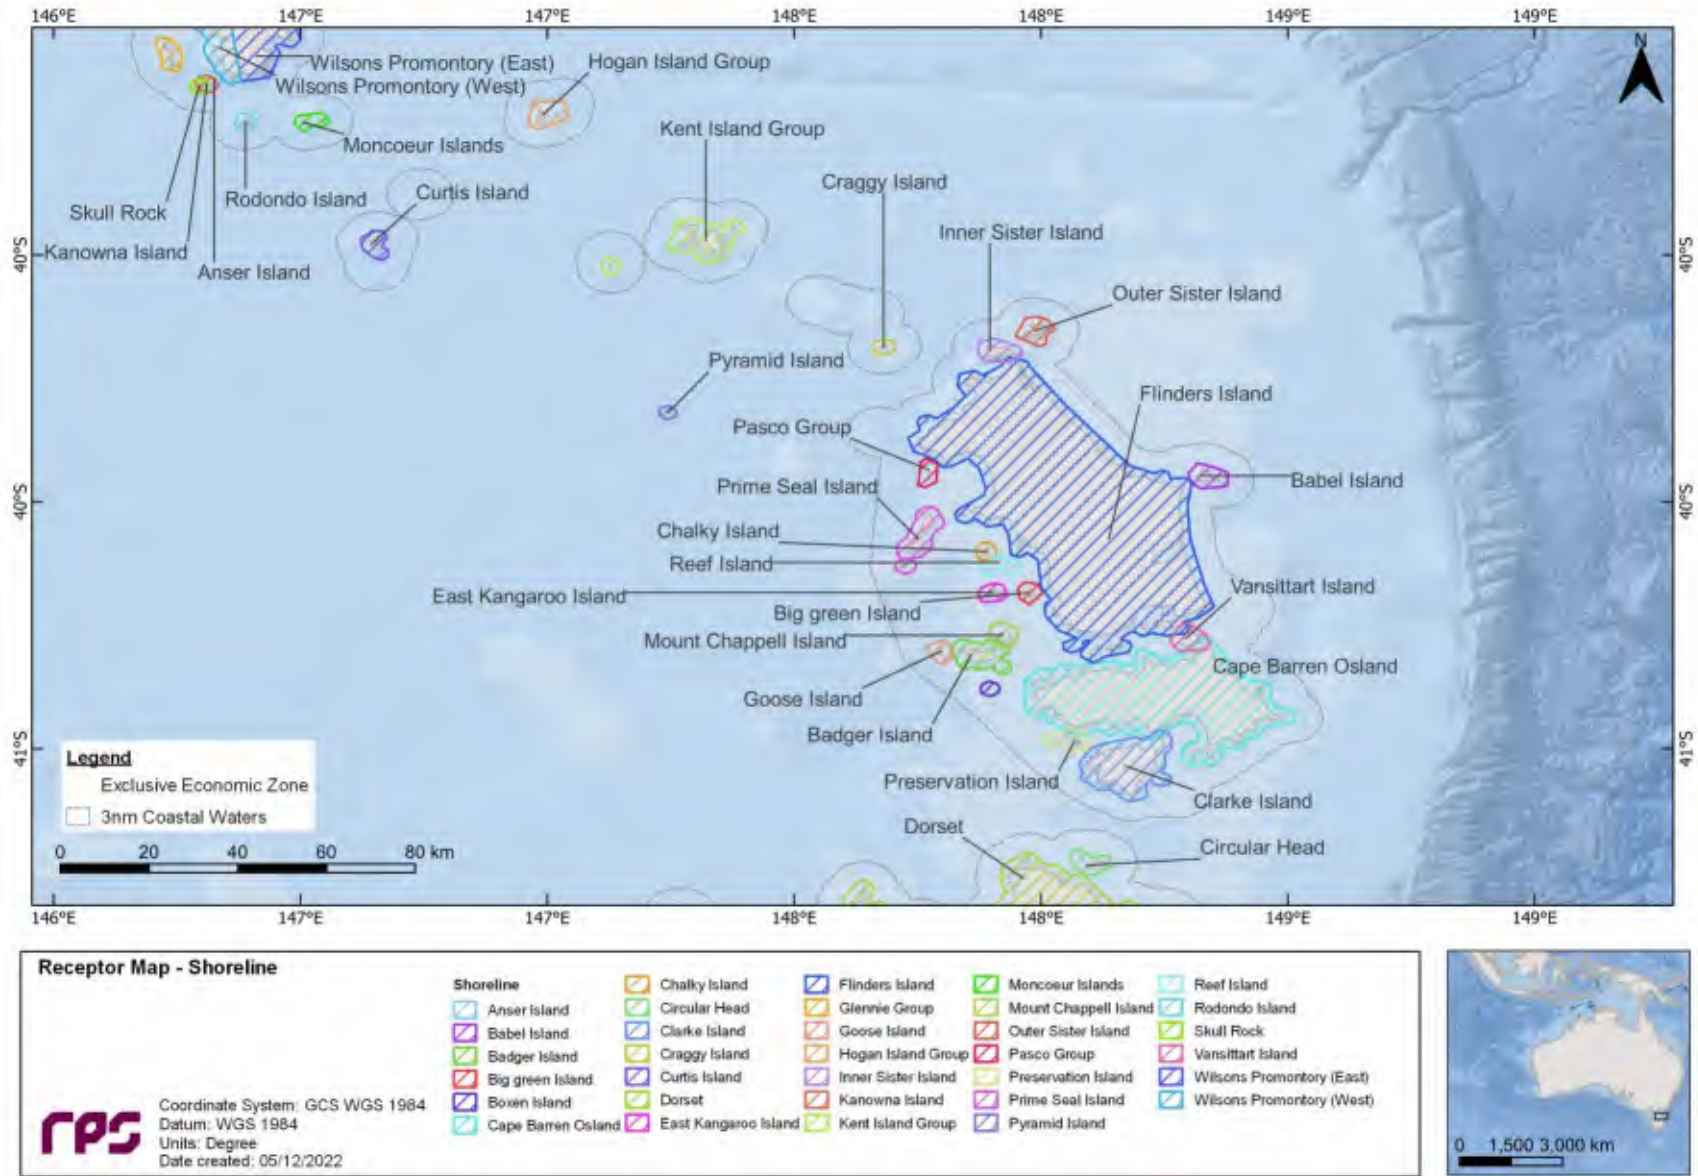 146°E 147°E 147°E 148°E 148°E 149°E 149°E
N
Wilsons Promontory (East)
Hogan Island Group
Wilsons Promontory (West)
Kent Island Group
Moncoeur Islands
Craggy Island
Rodondo Island
Curtis Island
Skull Rock
Inner Sister Island
Kanowna Island
40°S 40°S
Anser Island
Outer Sister Island
Pyramid Island
Flinders Island
Pasco Group
Babel Island
Prime Seal Island
40°S 40°S
Chalky Island
Reef Island
Vansittart Island
East Kangaroo Island
Big green Island
Mount Chappell Island
Cape Barren Osland
Goose Island
Badger Island
41°S 41°S
Legend
Exclusive Economic Zone
3nm Coastal Waters
Preservation Island
Clarke Island
Dorset
Circular Head
0 20 40 60 80 km
146°E 147°E 147°E 148°E 148°E 149°E 149°E
Receptor Map - Shoreline
Shoreline
Anser Island
Babel Island
Badger Island
Big green Island
Boxen Island
Cape Barren Osland
Chalky Island
Circular Head
Clarke Island
Craggy Island
Curtis Island
Dorset
East Kangaroo Island
Flinders Island
Glennie Group
Goose Island
Hogan Island Group
Inner Sister Island
Kanowna Island
Kent Island Group
Moncoeur Islands
Mount Chappell Island
Outer Sister Island
Pasco Group
Preservation Island
Prime Seal Island
Pyramid Island
Reef Island
Rodondo Island
Skull Rock
Vansittart Island
Wilsons Promontory (East)
Wilsons Promontory (West)
rps
Coordinate System: GCS WGS 1984
Datum: WGS 1984
Units: Degree
Date created: 05/12/2022
0 1,500 3,000 km